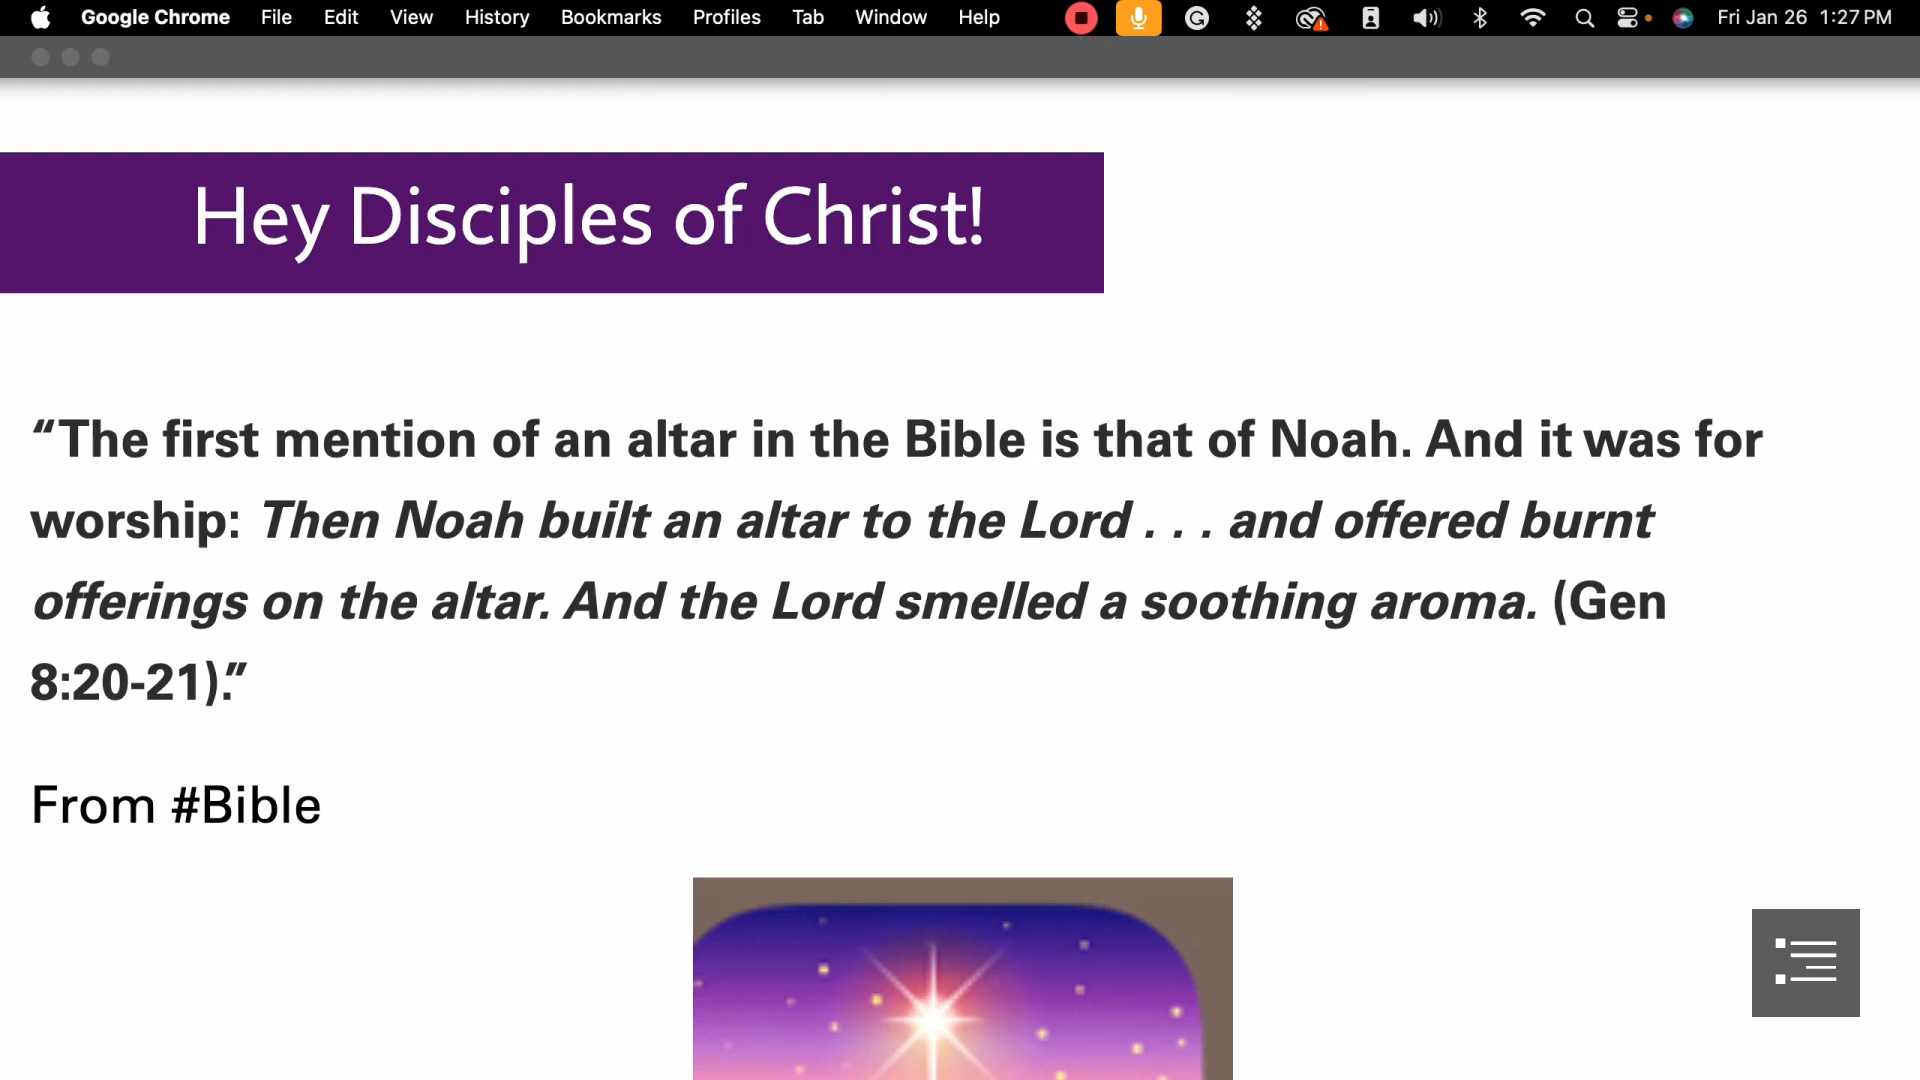 Google Chrome File Edit View History Bookmarks Profiles Tab Window Help Fri Jan 26 1:27 PM
Hey Disciples of Christ!
“The first mention of an altar in the Bible is that of Noah. And it was for
worship: Then Noah built an altar to the Lord . . . and offered burnt
offerings on the altar. And the Lord smelled a soothing aroma. (Gen
8:20-21).”
From #Bible